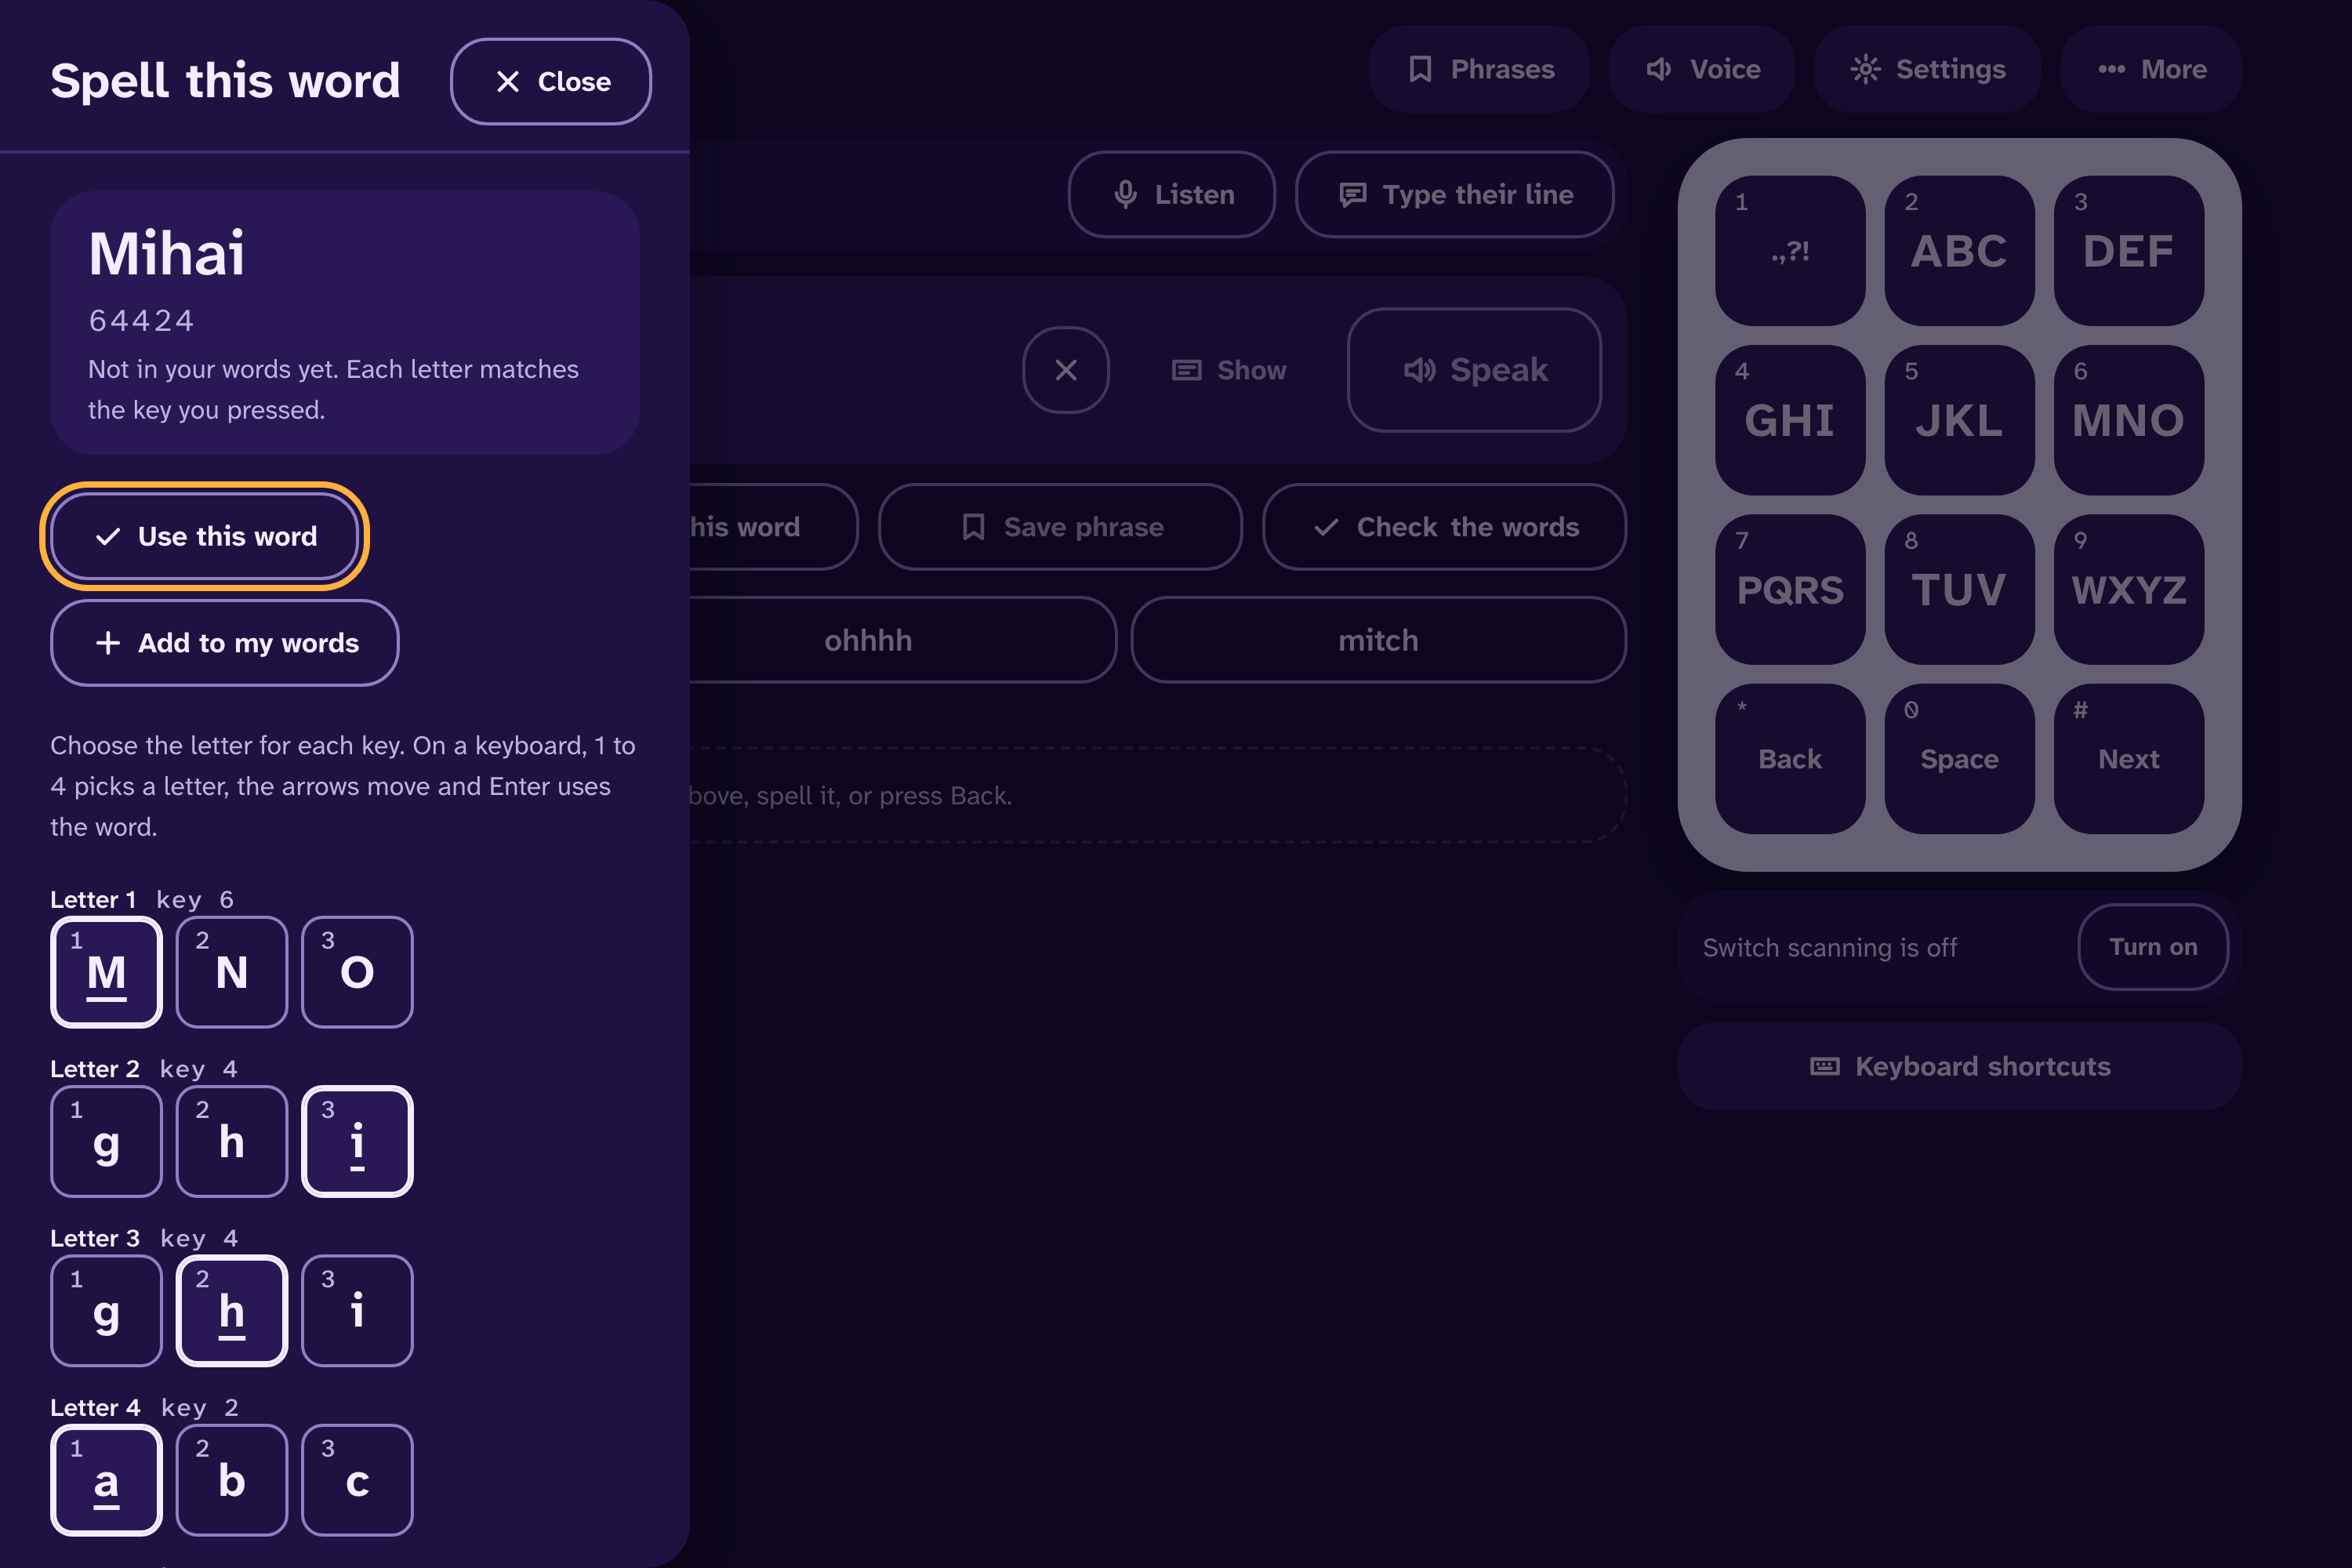 Spell this word
Close
Mihai
64424
Not in your words yet. Each letter matches
the key you pressed.
Use this word
Add to my words
Choose the letter for each key. On a keyboard, 1 to
4 picks a letter, the arrows move and Enter uses
the word.
Letter 1 key 6
1 M 2 N 3 O
Letter 2 key 4
1 g 2 h 3 i
Letter 3 key 4
1 g 2 h 3 i
Letter 4 key 2
1 a 2 b 3 c
Phrases Voice Settings More
Listen Type their line
Show Speak
this word Save phrase Check the words
ohhhh mitch
spell it, or press Back.
1 .,?! 2 ABC 3 DEF
4 GHI 5 JKL 6 MNO
7 PQRS 8 TUV 9 WXYZ
* Back 0 Space # Next
Switch scanning is off Turn on
Keyboard shortcuts